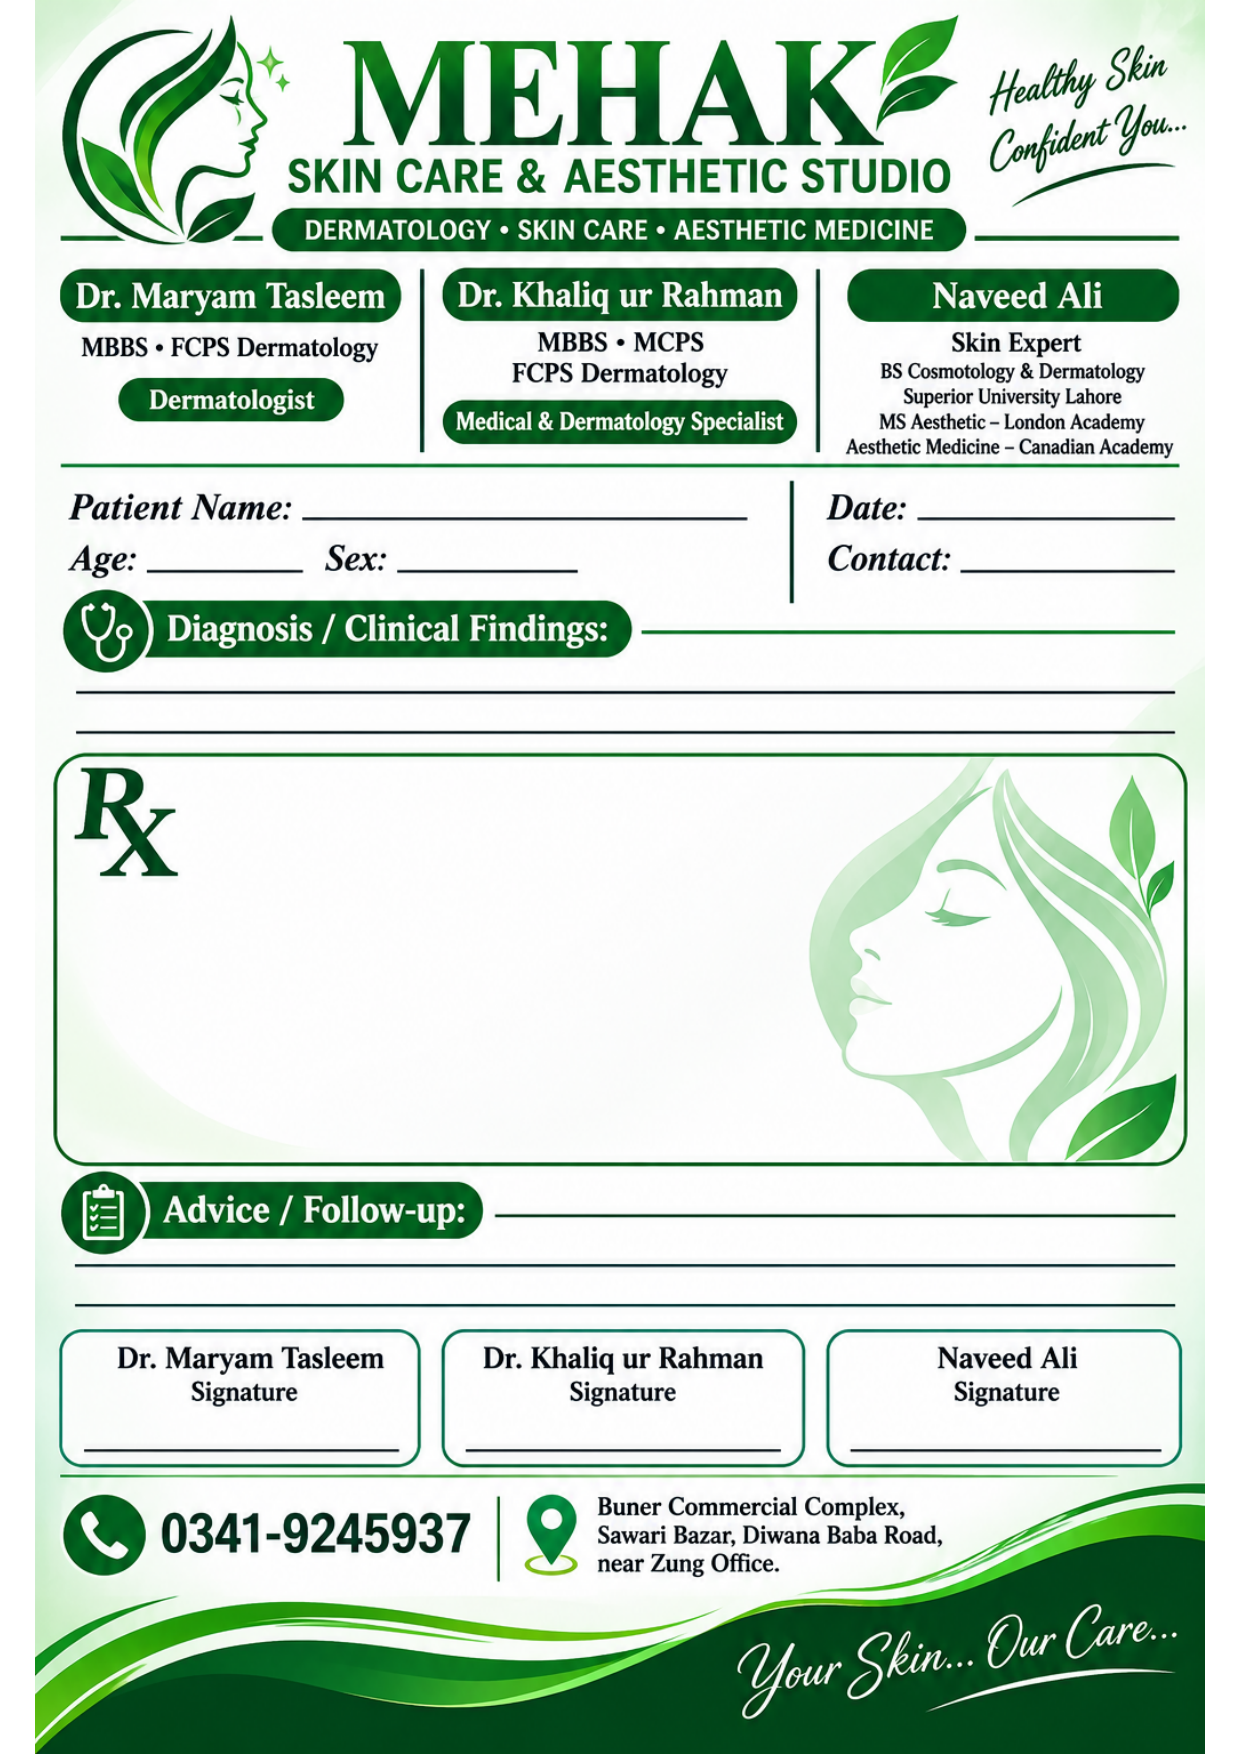 MEHAK
SKIN CARE & AESTHETIC STUDIO
DERMATOLOGY • SKIN CARE • AESTHETIC MEDICINE
Healthy Skin
Confident You...
Dr. Maryam Tasleem
MBBS • FCPS Dermatology
Dermatologist
Dr. Khaliq ur Rahman
MBBS • MCPS
FCPS Dermatology
Medical & Dermatology Specialist
Naveed Ali
Skin Expert
BS Cosmotology & Dermatology
Superior University Lahore
MS Aesthetic – London Academy
Aesthetic Medicine – Canadian Academy
Patient Name:
Date:
Age: Sex:
Contact:
Diagnosis / Clinical Findings:
Rx
Advice / Follow-up:
Dr. Maryam Tasleem
Signature
Dr. Khaliq ur Rahman
Signature
Naveed Ali
Signature
0341-9245937
Buner Commercial Complex,
Sawari Bazar, Diwana Baba Road,
near Zung Office.
Your Skin... Our Care...